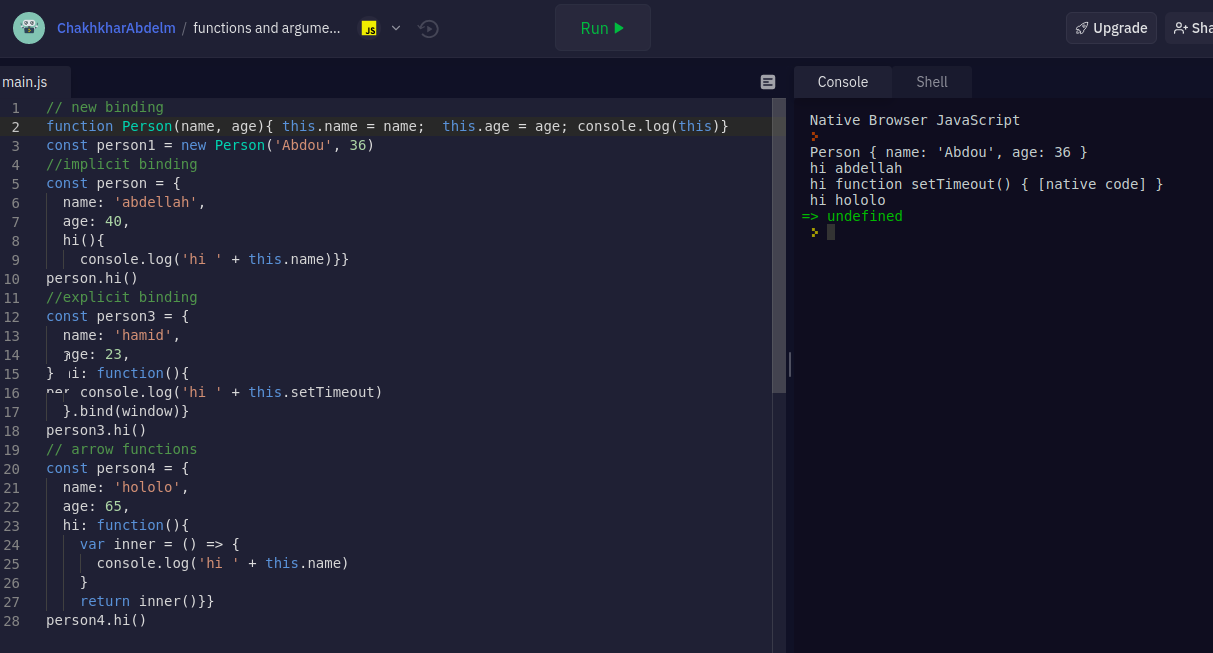 ChakhkharAbdelm / functions and argume... JS Run Upgrade Sha
main.js
1 // new binding
2 function Person(name, age){ this.name = name;  this.age = age; console.log(this)}
3 const person1 = new Person('Abdou', 36)
4 //implicit binding
5 const person = {
6   name: 'abdellah',
7   age: 40,
8   hi(){
9     console.log('hi ' + this.name)}}
10 person.hi()
11 //explicit binding
12 const person3 = {
13   name: 'hamid',
14   age: 23,
15 } hi: function(){
16 console.log('hi ' + this.setTimeout)
17   }.bind(window)}
18 person3.hi()
19 // arrow functions
20 const person4 = {
21   name: 'hololo',
22   age: 65,
23   hi: function(){
24     var inner = () => {
25       console.log('hi ' + this.name)
26     }
27     return inner()}}
28 person4.hi()
Console Shell
Native Browser JavaScript
Person { name: 'Abdou', age: 36 }
hi abdellah
hi function setTimeout() { [native code] }
hi hololo
=> undefined